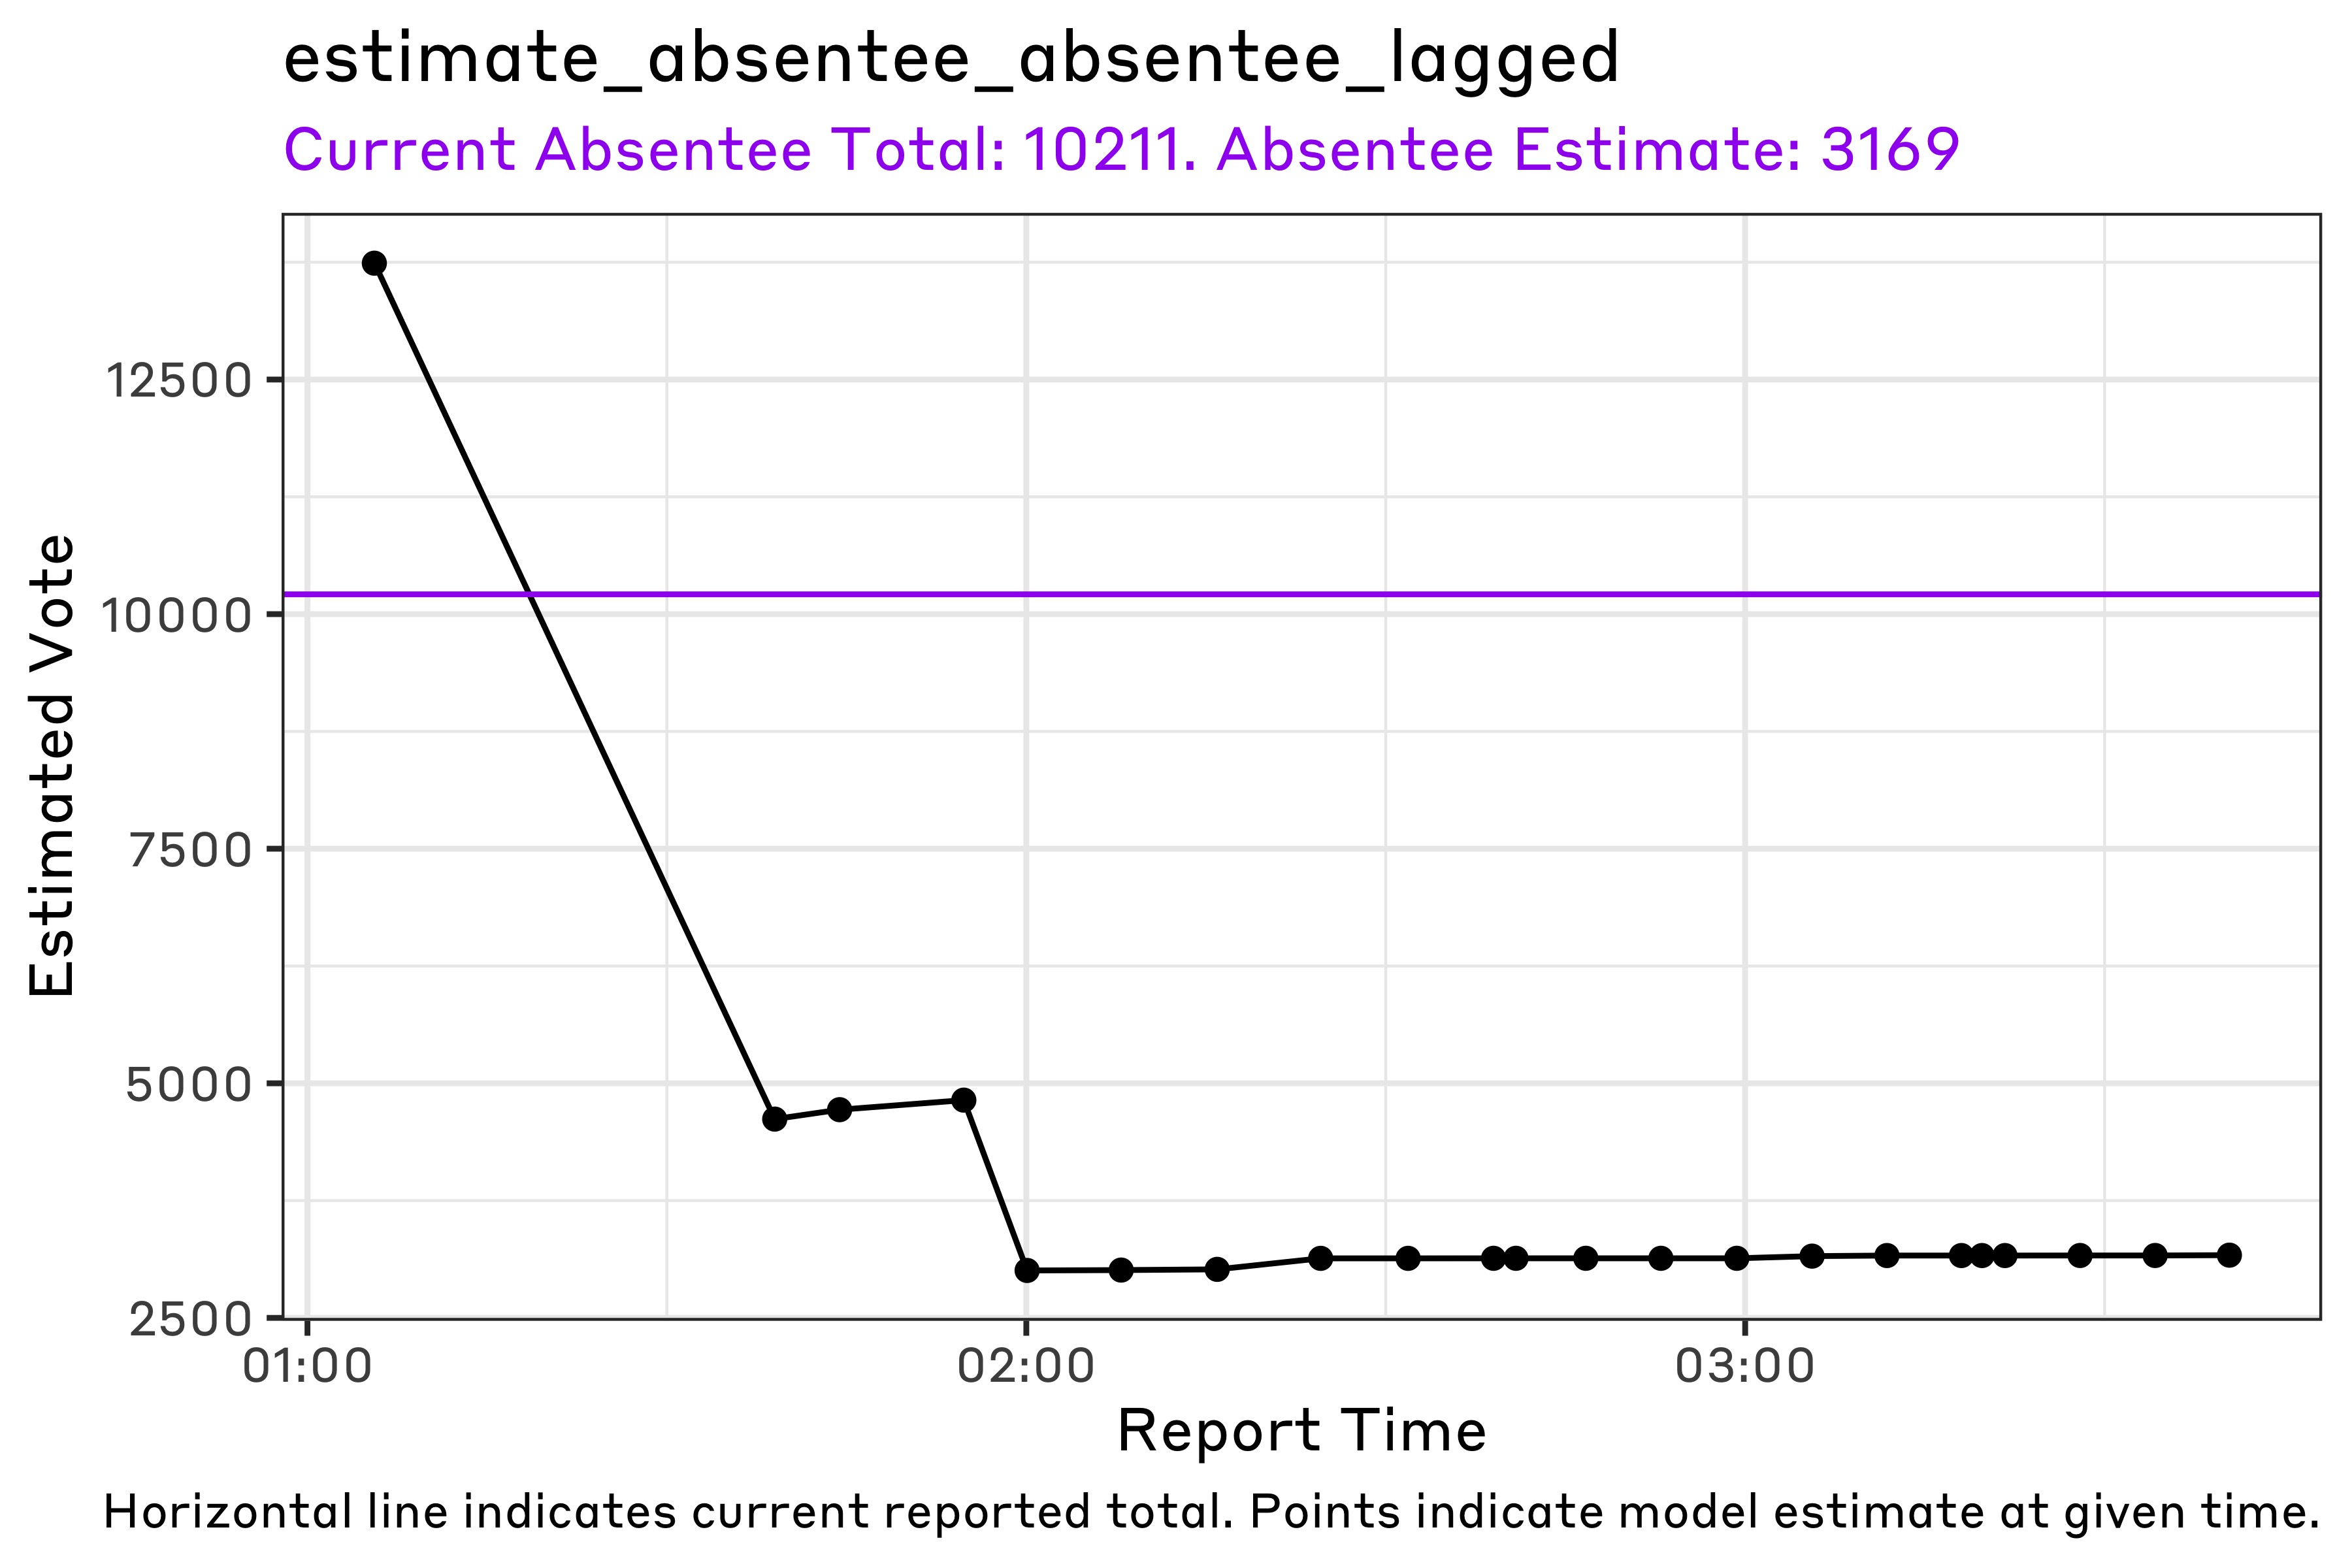 estimate_absentee_absentee_lagged
Current Absentee Total: 10211. Absentee Estimate: 3169
Estimated Vote
12500
10000
7500
5000
2500
01:00 02:00 03:00
Report Time
Horizontal line indicates current reported total. Points indicate model estimate at given time.